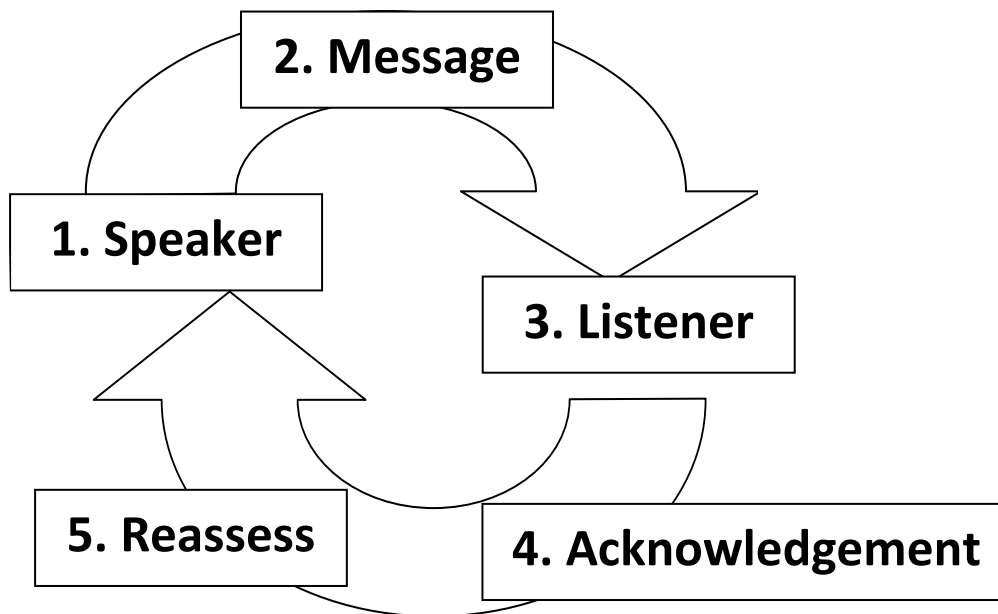 2. Message
1. Speaker
3. Listener
5. Reassess
4. Acknowledgement